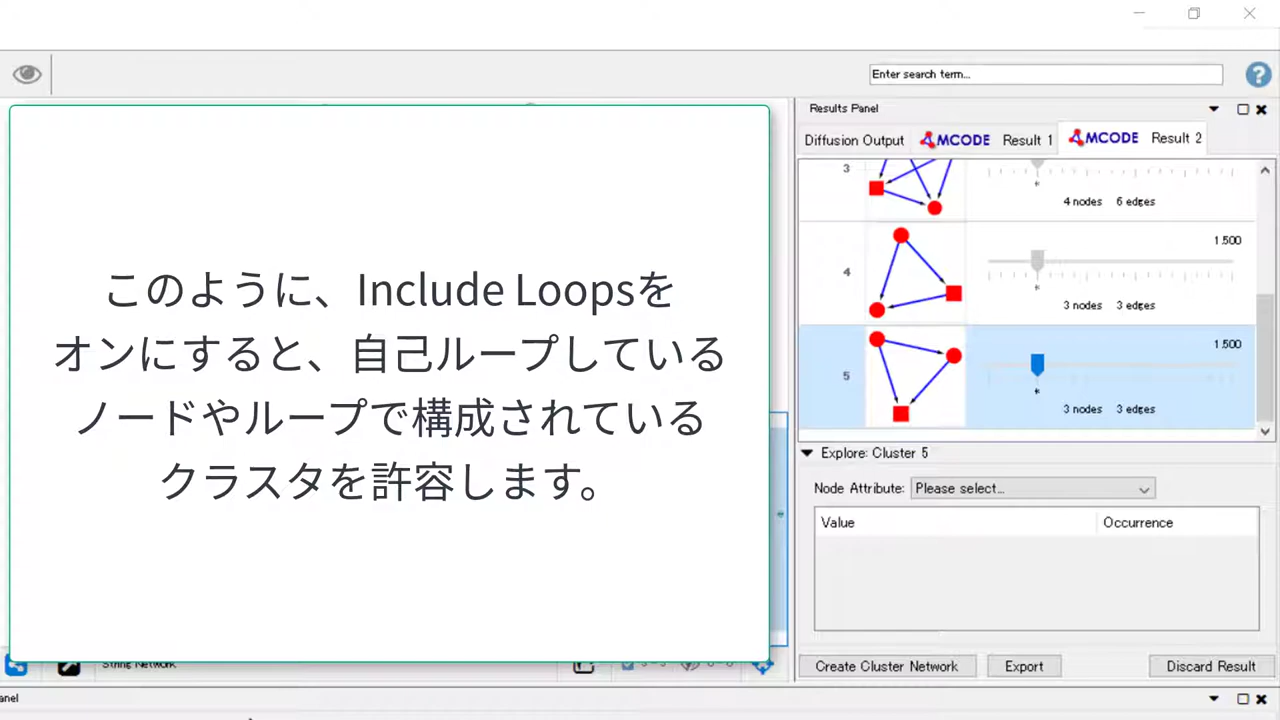 Enter search term...
Results Panel
Diffusion Output
MCODE Result 1
MCODE Result 2
3
4 nodes 6 edges
1.500
4
3 nodes 3 edges
1.500
5
3 nodes 3 edges
このように、Include Loopsを
オンにすると、自己ループしている
ノードやループで構成されている
クラスタを許容します。
Explore: Cluster 5
Node Attribute: Please select...
Value Occurrence
String Network
Create Cluster Network Export Discard Result
anel